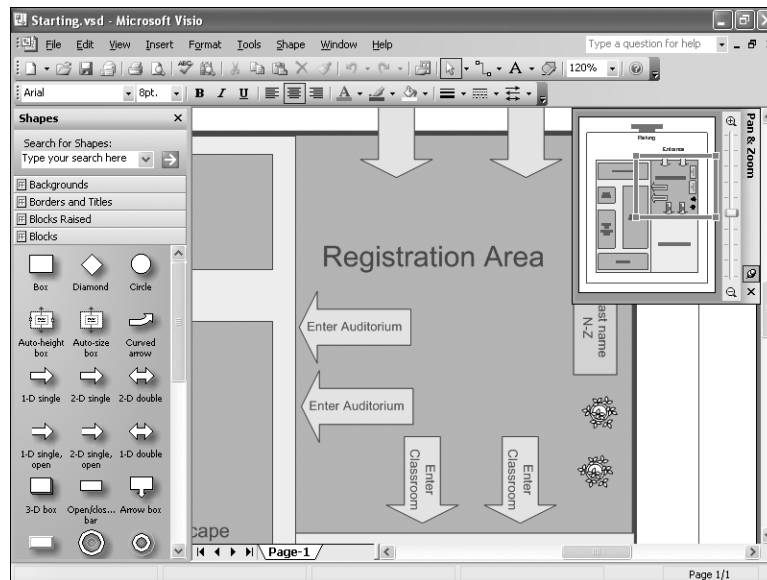 Starting.vsd - Microsoft Visio
File Edit View Insert Format Tools Shape Window Help
Type a question for help
120%
Arial
8pt.
B I U
A
Shapes
Search for Shapes:
Type your search here
Backgrounds
Borders and Titles
Blocks Raised
Blocks
Box Diamond Circle
Auto-height Auto-size Curved
box box arrow
1-D single 2-D single 2-D double
1-D single, 2-D single, 1-D double
open open
3-D box Open/clos... Arrow box
bar
Registration Area
Enter Auditorium
Enter Auditorium
Enter
Classroom
Enter
Classroom
ast name
N-Z
cape
Entrance
Pan & Zoom
Page-1
Page 1/1